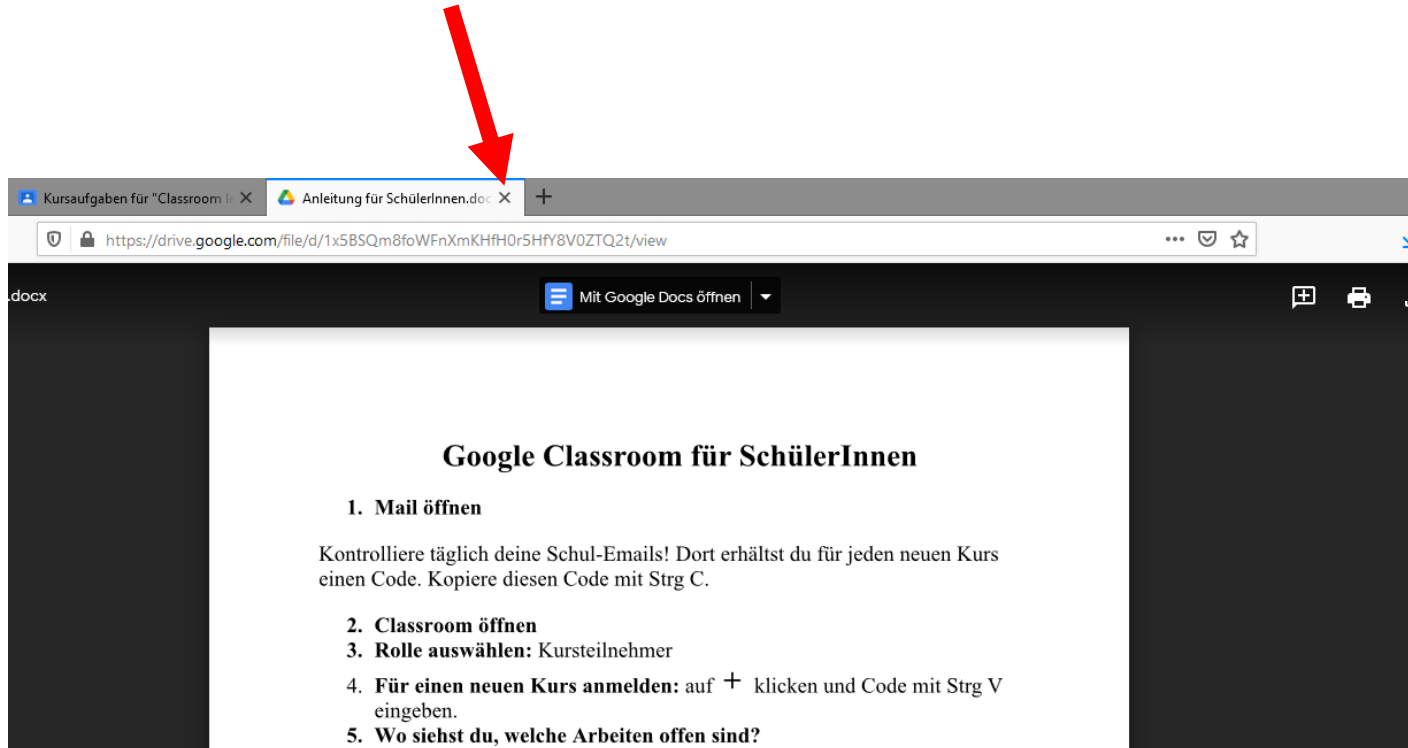 Kursaufgaben für "Classroom
Anleitung für SchülerInnen.doc
https://drive.google.com/file/d/1x5BSQm8foWFnXmKHfH0r5HfY8V0ZTQ2t/view
.docx
Mit Google Docs öffnen
Google Classroom für SchülerInnen
1. Mail öffnen
Kontrolliere täglich deine Schul-Emails! Dort erhältst du für jeden neuen Kurs
einen Code. Kopiere diesen Code mit Strg C.
2. Classroom öffnen
3. Rolle auswählen: Kursteilnehmer
4. Für einen neuen Kurs anmelden: auf + klicken und Code mit Strg V
eingeben.
5. Wo siehst du, welche Arbeiten offen sind?